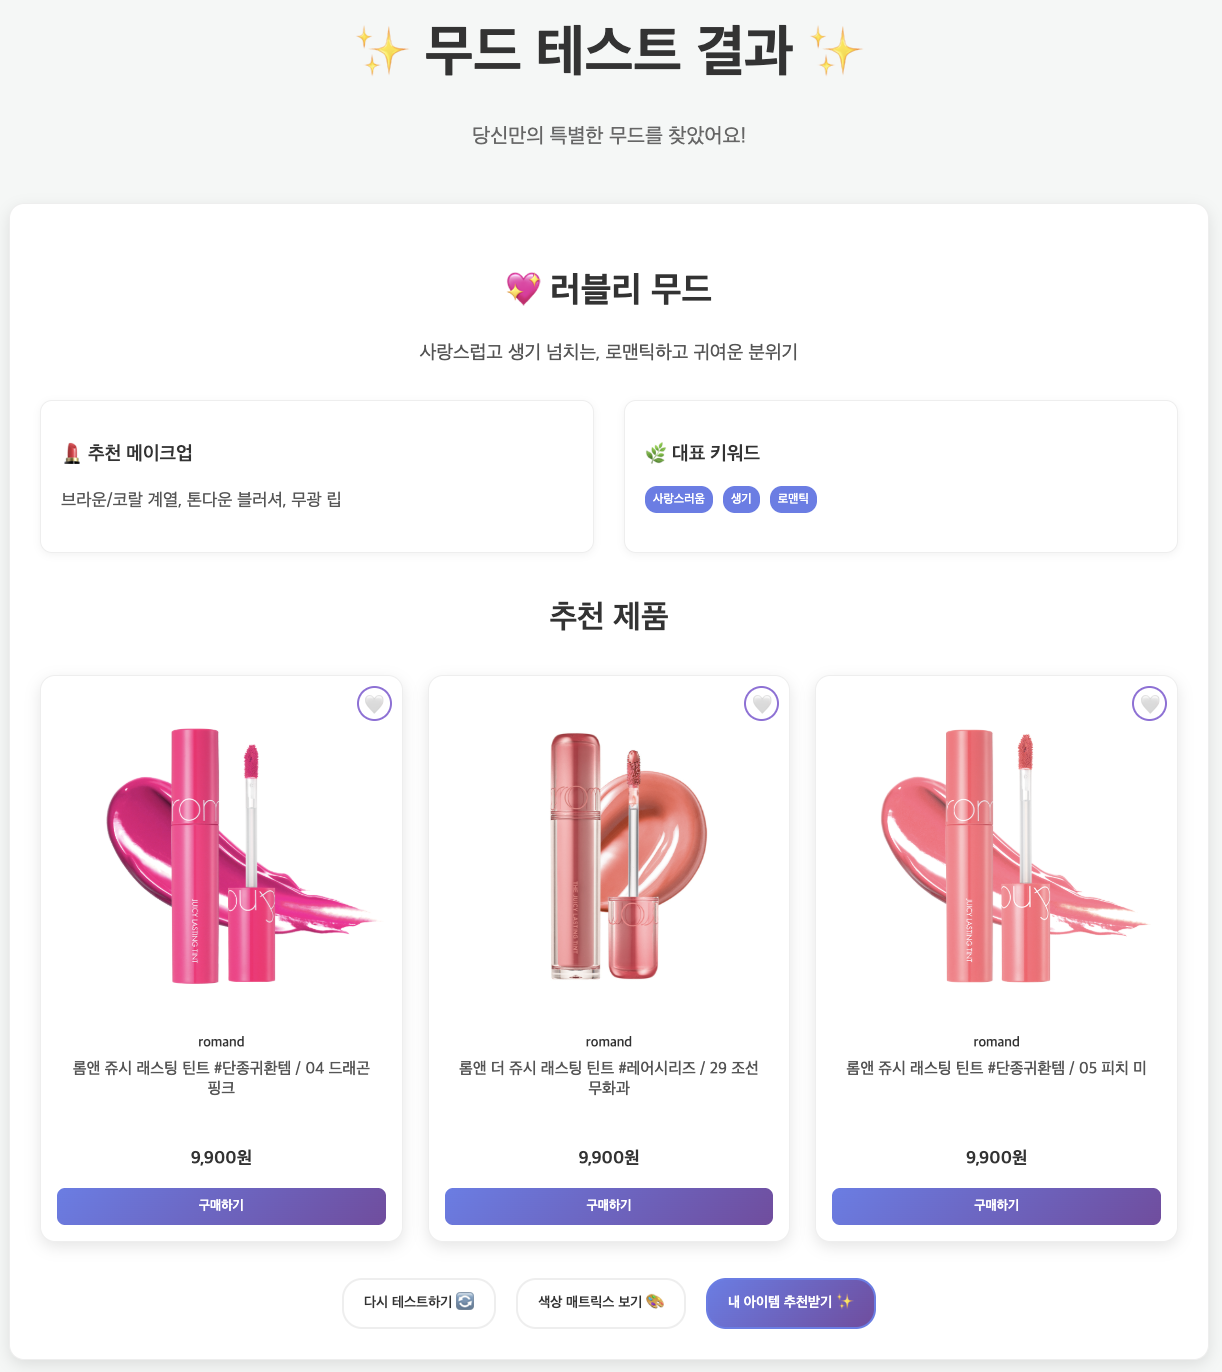 ✨ 무드 테스트 결과 ✨
당신만의 특별한 무드를 찾았어요!
💖 러블리 무드
사랑스럽고 생기 넘치는, 로맨틱하고 귀여운 분위기
💄 추천 메이크업
브라운/코랄 계열, 톤다운 블러셔, 무광 립
🌿 대표 키워드
사랑스러움 생기 로맨틱
추천 제품
rom
ouy
JUICY LASTING TINT
romand
롬앤 쥬시 래스팅 틴트 #단종귀환템 / 04 드래곤
핑크
9,900원
구매하기
rom
THE JUICY LASTING TINT
romand
롬앤 더 쥬시 래스팅 틴트 #레어시리즈 / 29 조선
무화과
9,900원
구매하기
rom
ouy
JUICY LASTING TINT
romand
롬앤 쥬시 래스팅 틴트 #단종귀환템 / 05 피치 미
9,900원
구매하기
다시 테스트하기 🔄
색상 매트릭스 보기 🎨
내 아이템 추천받기 ✨